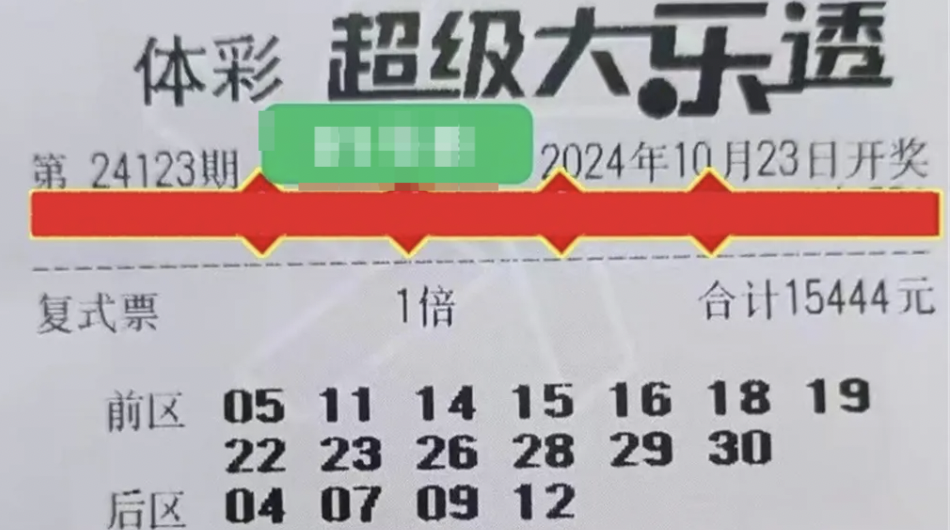 体彩 超级大乐透
第 24123期 2024年10月23日开奖
复式票 1倍 合计15444元
前区 05 11 14 15 16 18 19
22 23 26 28 29 30
后区 04 07 09 12